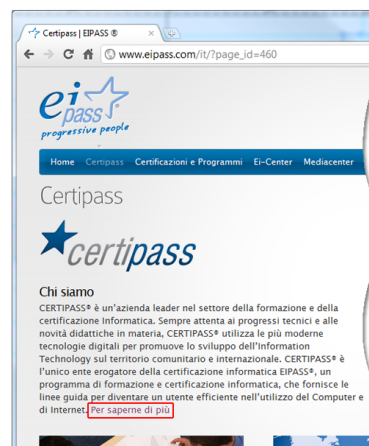 Certipass | EIPASS ®
www.eipass.com/it/?page_id=460
ei
pass
progressive people
Home Certipass Certificazioni e Programmi Ei-Center Mediacenter
Certipass
certipass
Chi siamo
CERTIPASS® è un'azienda leader nel settore della formazione e della
certificazione Informatica. Sempre attenta ai progressi tecnici e alle
novità didattiche in materia, CERTIPASS® utilizza le più moderne
tecnologie digitali per promuove lo sviluppo dell'Information
Technology sul territorio comunitario e internazionale. CERTIPASS® è
l'unico ente erogatore della certificazione informatica EIPASS®, un
programma di formazione e certificazione informatica, che fornisce le
linee guida per diventare un utente efficiente nell'utilizzo del Computer e
di Internet. Per saperne di più